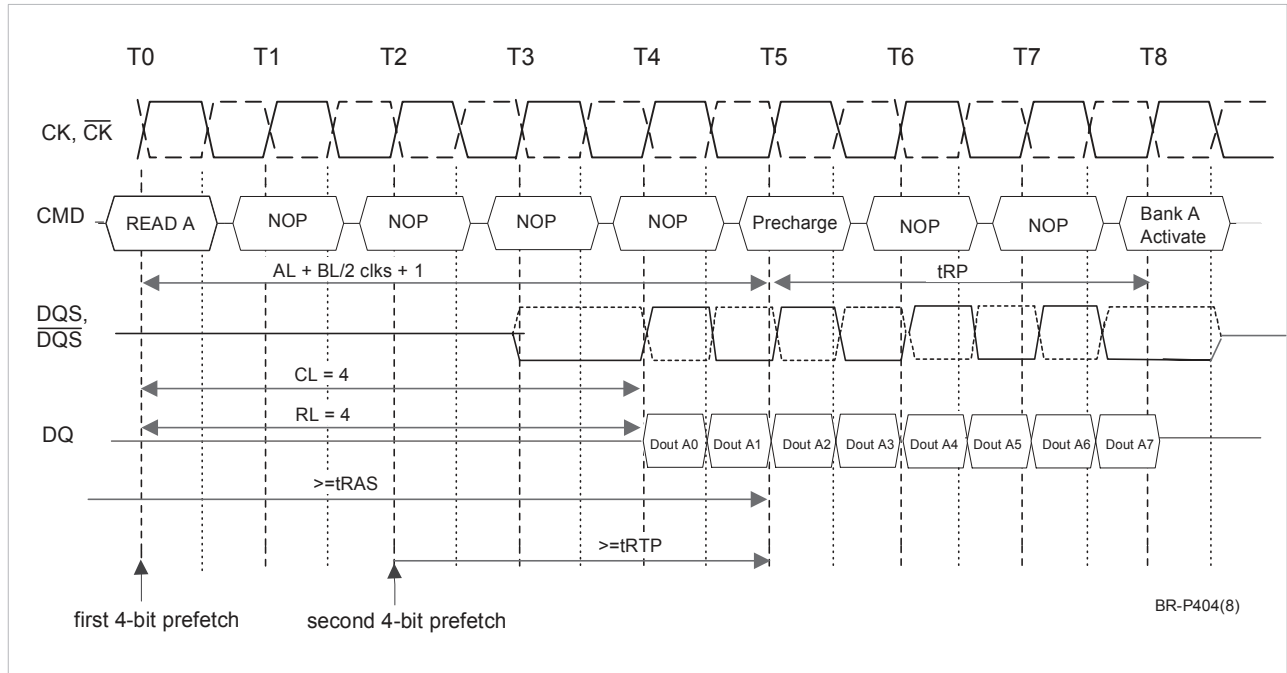 T0 T1 T2 T3 T4 T5 T6 T7 T8
CK, CK
CMD READ A NOP NOP NOP NOP Precharge NOP NOP Bank A
Activate
AL + BL/2 clks + 1 tRP
DQS,
DQS
CL = 4
RL = 4
DQ Dout A0 Dout A1 Dout A2 Dout A3 Dout A4 Dout A5 Dout A6 Dout A7
>=tRAS
>=tRTP
BR-P404(8)
first 4-bit prefetch second 4-bit prefetch